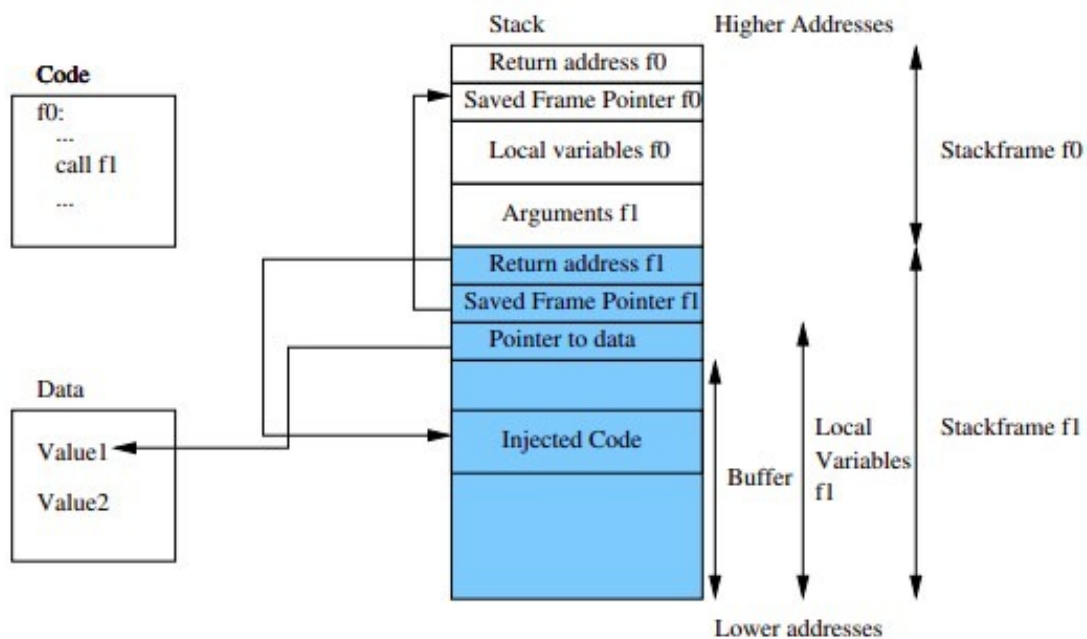 Stack
Higher Addresses
Code
f0:
...
call f1
...
Return address f0
Saved Frame Pointer f0
Local variables f0
Arguments f1
Return address f1
Saved Frame Pointer f1
Pointer to data
Injected Code
Stackframe f0
Data
Value1
Value2
Buffer
Local
Variables
f1
Stackframe f1
Lower addresses